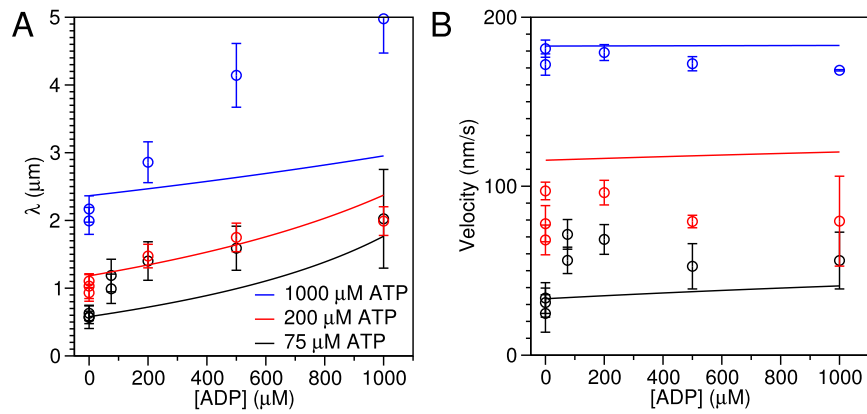 A
5
4
3
2
1
0
λ (μm)
1000 μM ATP
200 μM ATP
75 μM ATP
0 200 400 600 800 1000
[ADP] (μM)
B
200
100
0
Velocity (nm/s)
0 200 400 600 800 1000
[ADP] (μM)